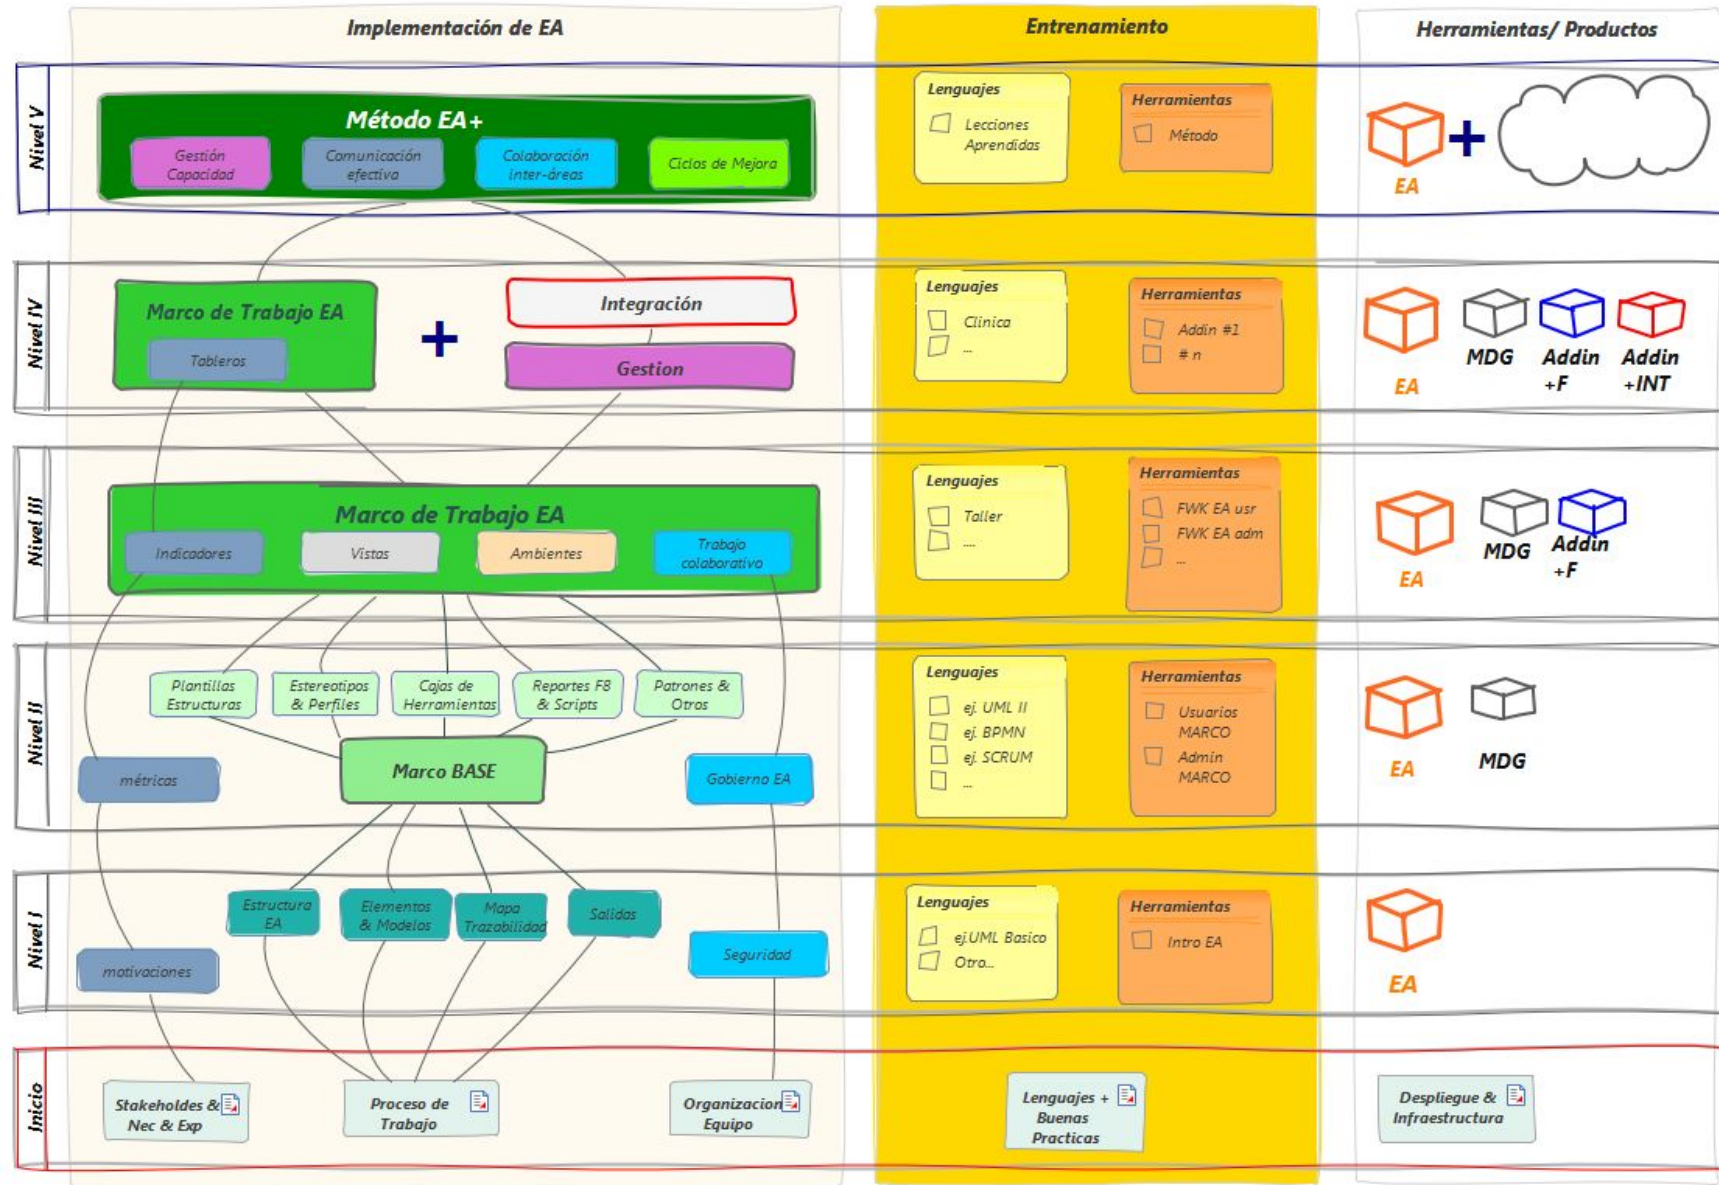 Implementación de EA
Entrenamiento
Herramientas/ Productos
Nivel V
Método EA+
Gestión
Capacidad
Comunicación
efectiva
Colaboración
inter-áreas
Ciclos de Mejora
Lenguajes
Lecciones
Aprendidas
Herramientas
Método
EA
+
Nivel IV
Marco de Trabajo EA
Tableros
+
Integración
Gestion
Lenguajes
Clinica
...
Herramientas
Addin #1
# n
EA
MDG
Addin
+F
Addin
+INT
Nivel III
Marco de Trabajo EA
Indicadores
Vistas
Ambientes
Trabajo
colaborativo
Lenguajes
Taller
....
Herramientas
FWK EA usr
FWK EA adm
...
EA
MDG
Addin
+F
Nivel II
Plantillas
Estructuras
Estereotipos
& Perfiles
Cajas de
Herramientas
Reportes F8
& Scripts
Patrones &
Otros
métricas
Marco BASE
Gobierno EA
Lenguajes
ej. UML II
ej. BPMN
ej. SCRUM
...
Herramientas
Usuarios
MARCO
Admin
MARCO
EA
MDG
Nivel I
Estructura
EA
Elementos
& Modelos
Mapa
Trazabilidad
Salidas
motivaciones
Seguridad
Lenguajes
ej.UML Basico
Otro...
Herramientas
Intro EA
EA
Inicio
Stakeholdes &
Nec & Exp
Proceso de
Trabajo
Organizacion
Equipo
Lenguajes +
Buenas
Practicas
Despliegue &
Infraestructura